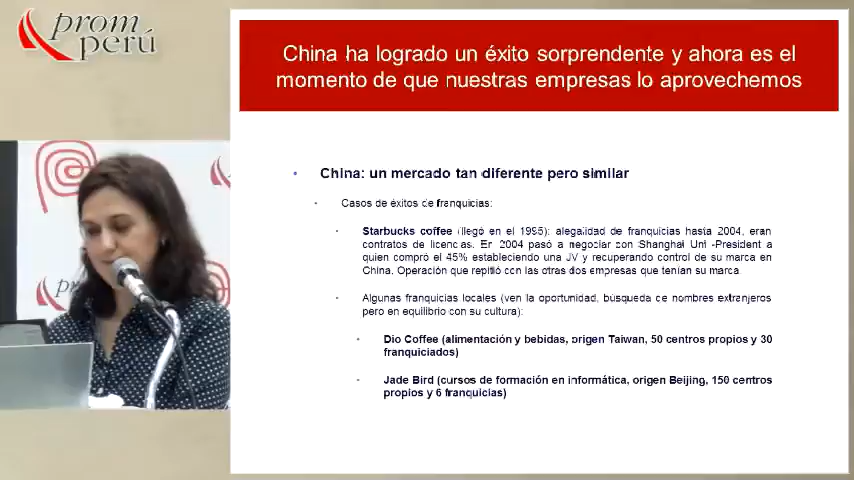 prom
perú
China ha logrado un éxito sorprendente y ahora es el
momento de que nuestras empresas lo aprovechemos
China: un mercado tan diferente pero similar
Casos de éxitos de franquicias:
Starbucks coffee (llegó en el 1995): alegalidad de franquicias hasta 2004, eran
contratos de licencias. En 2004 pasó a negociar con Shanghai Uni -President a
quien compró el 45% estableciendo una JV y recuperando control de su marca en
China. Operación que repitió con las otras dos empresas que tenían su marca
Algunas franquicias locales (ven la oportunidad, búsqueda de nombres extranjeros
pero en equilibrio con su cultura):
Dio Coffee (alimentación y bebidas, origen Taiwan, 50 centros propios y 30
franquiciados)
Jade Bird (cursos de formación en informática, origen Beijing, 150 centros
propios y 6 franquicias)